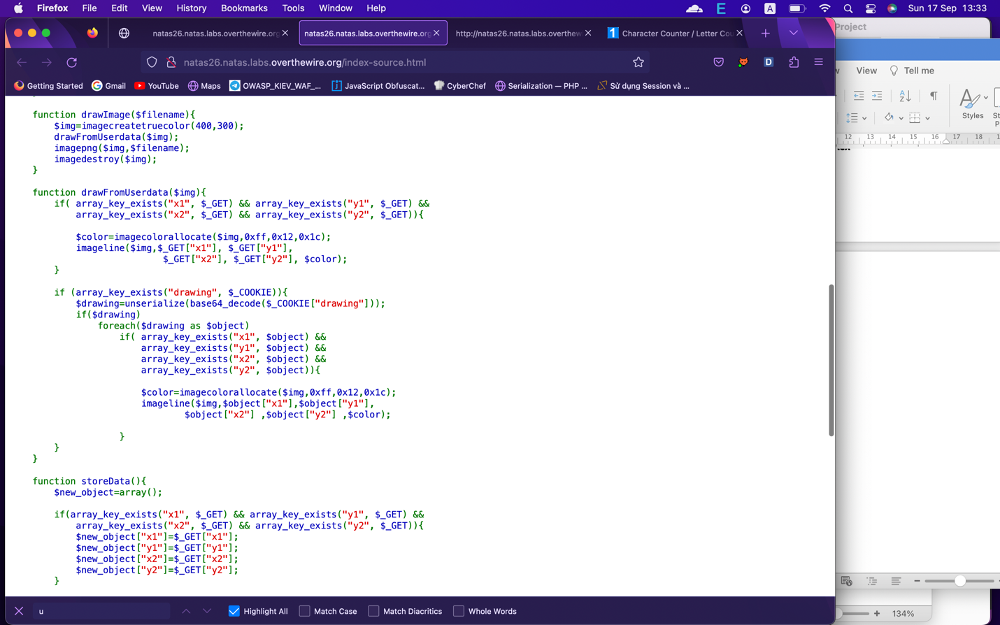 Firefox File Edit View History Bookmarks Tools Window Help
E A Sun 17 Sep 13:33
natas26.natas.labs.overthewire.org
natas26.natas.labs.overthewire.org
http://natas26.natas.labs.overthew
1 Character Counter / Letter Cou
Project
natas26.natas.labs.overthewire.org/index-source.html
D
Getting Started Gmail YouTube Maps OWASP_KIEV_WAF_... JavaScript Obfuscat... CyberChef Serialization — PHP ... Sử dụng Session và ...
View Tell me
Styles
12 13 14 15 16 17 18
function drawImage($filename){
$img=imagecreatetruecolor(400,300);
drawFromUserdata($img);
imagepng($img,$filename);
imagedestroy($img);
}
function drawFromUserdata($img){
if( array_key_exists("x1", $_GET) && array_key_exists("y1", $_GET) &&
array_key_exists("x2", $_GET) && array_key_exists("y2", $_GET)){
$color=imagecolorallocate($img,0xff,0x12,0x1c);
imageline($img,$_GET["x1"], $_GET["y1"],
$_GET["x2"], $_GET["y2"], $color);
}
if (array_key_exists("drawing", $_COOKIE)){
$drawing=unserialize(base64_decode($_COOKIE["drawing"]));
if($drawing)
foreach($drawing as $object)
if( array_key_exists("x1", $object) &&
array_key_exists("y1", $object) &&
array_key_exists("x2", $object) &&
array_key_exists("y2", $object)){
$color=imagecolorallocate($img,0xff,0x12,0x1c);
imageline($img,$object["x1"],$object["y1"],
$object["x2"] ,$object["y2"] ,$color);
}
}
}
function storeData(){
$new_object=array();
if(array_key_exists("x1", $_GET) && array_key_exists("y1", $_GET) &&
array_key_exists("x2", $_GET) && array_key_exists("y2", $_GET)){
$new_object["x1"]=$_GET["x1"];
$new_object["y1"]=$_GET["y1"];
$new_object["x2"]=$_GET["x2"];
$new_object["y2"]=$_GET["y2"];
}
u Highlight All Match Case Match Diacritics Whole Words
134%